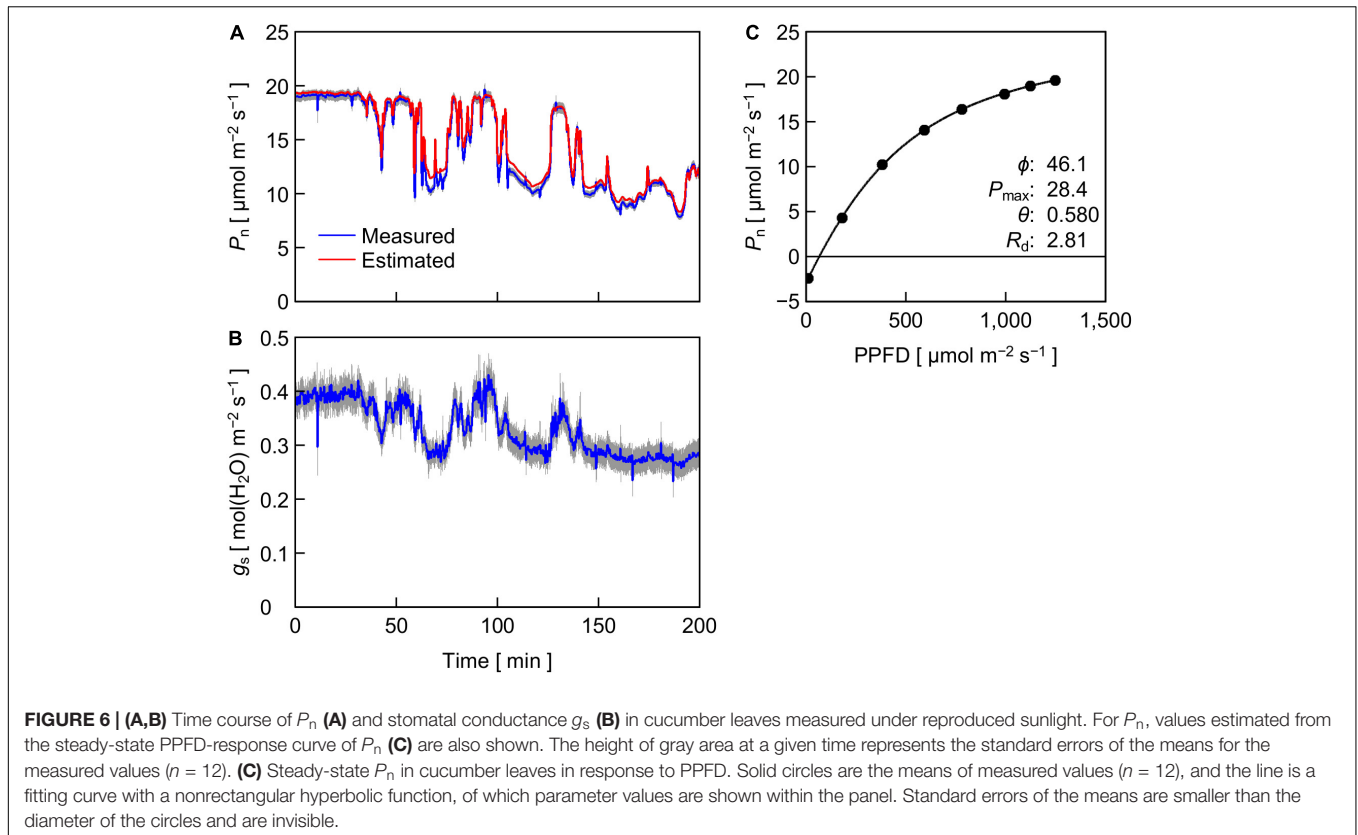 A
25
20
15
10
5
0
Pn [ μmol m−2 s−1 ]
Measured
Estimated
0
50
100
150
200
B
0.5
0.4
0.3
0.2
0.1
0
gs [ mol(H2O) m−2 s−1 ]
0
50
100
150
200
Time [ min ]
C
25
20
15
10
5
0
−5
Pn [ μmol m−2 s−1 ]
ϕ: 46.1
Pmax: 28.4
θ: 0.580
Rd: 2.81
0
500
1,000
1,500
PPFD [ μmol m−2 s−1 ]
FIGURE 6 | (A,B) Time course of Pn (A) and stomatal conductance gs (B) in cucumber leaves measured under reproduced sunlight. For Pn, values estimated from
the steady-state PPFD-response curve of Pn (C) are also shown. The height of gray area at a given time represents the standard errors of the means for the
measured values (n = 12). (C) Steady-state Pn in cucumber leaves in response to PPFD. Solid circles are the means of measured values (n = 12), and the line is a
fitting curve with a nonrectangular hyperbolic function, of which parameter values are shown within the panel. Standard errors of the means are smaller than the
diameter of the circles and are invisible.